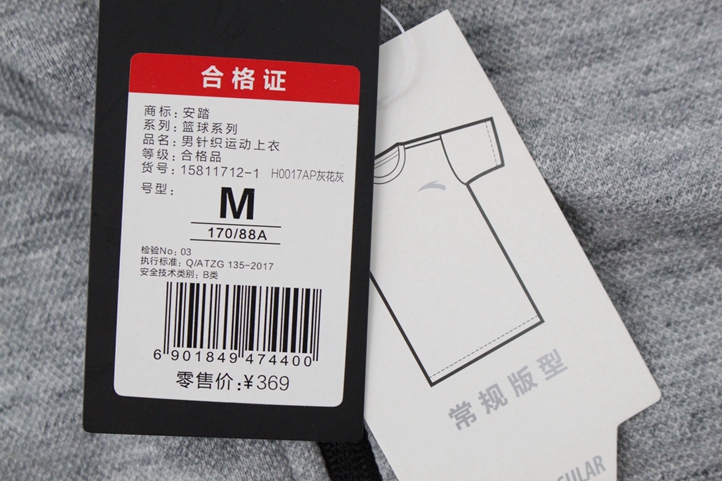 合格证
商标: 安踏
系列: 篮球系列
品名: 男针织运动上衣
等级: 合格品
货号: 15811712-1 H0017AP灰花灰
号型: M
170/88A
检验No: 03
执行标准: Q/ATZG 135-2017
安全技术类别: B类
6 901849 474400
零售价: ¥369
常规版型